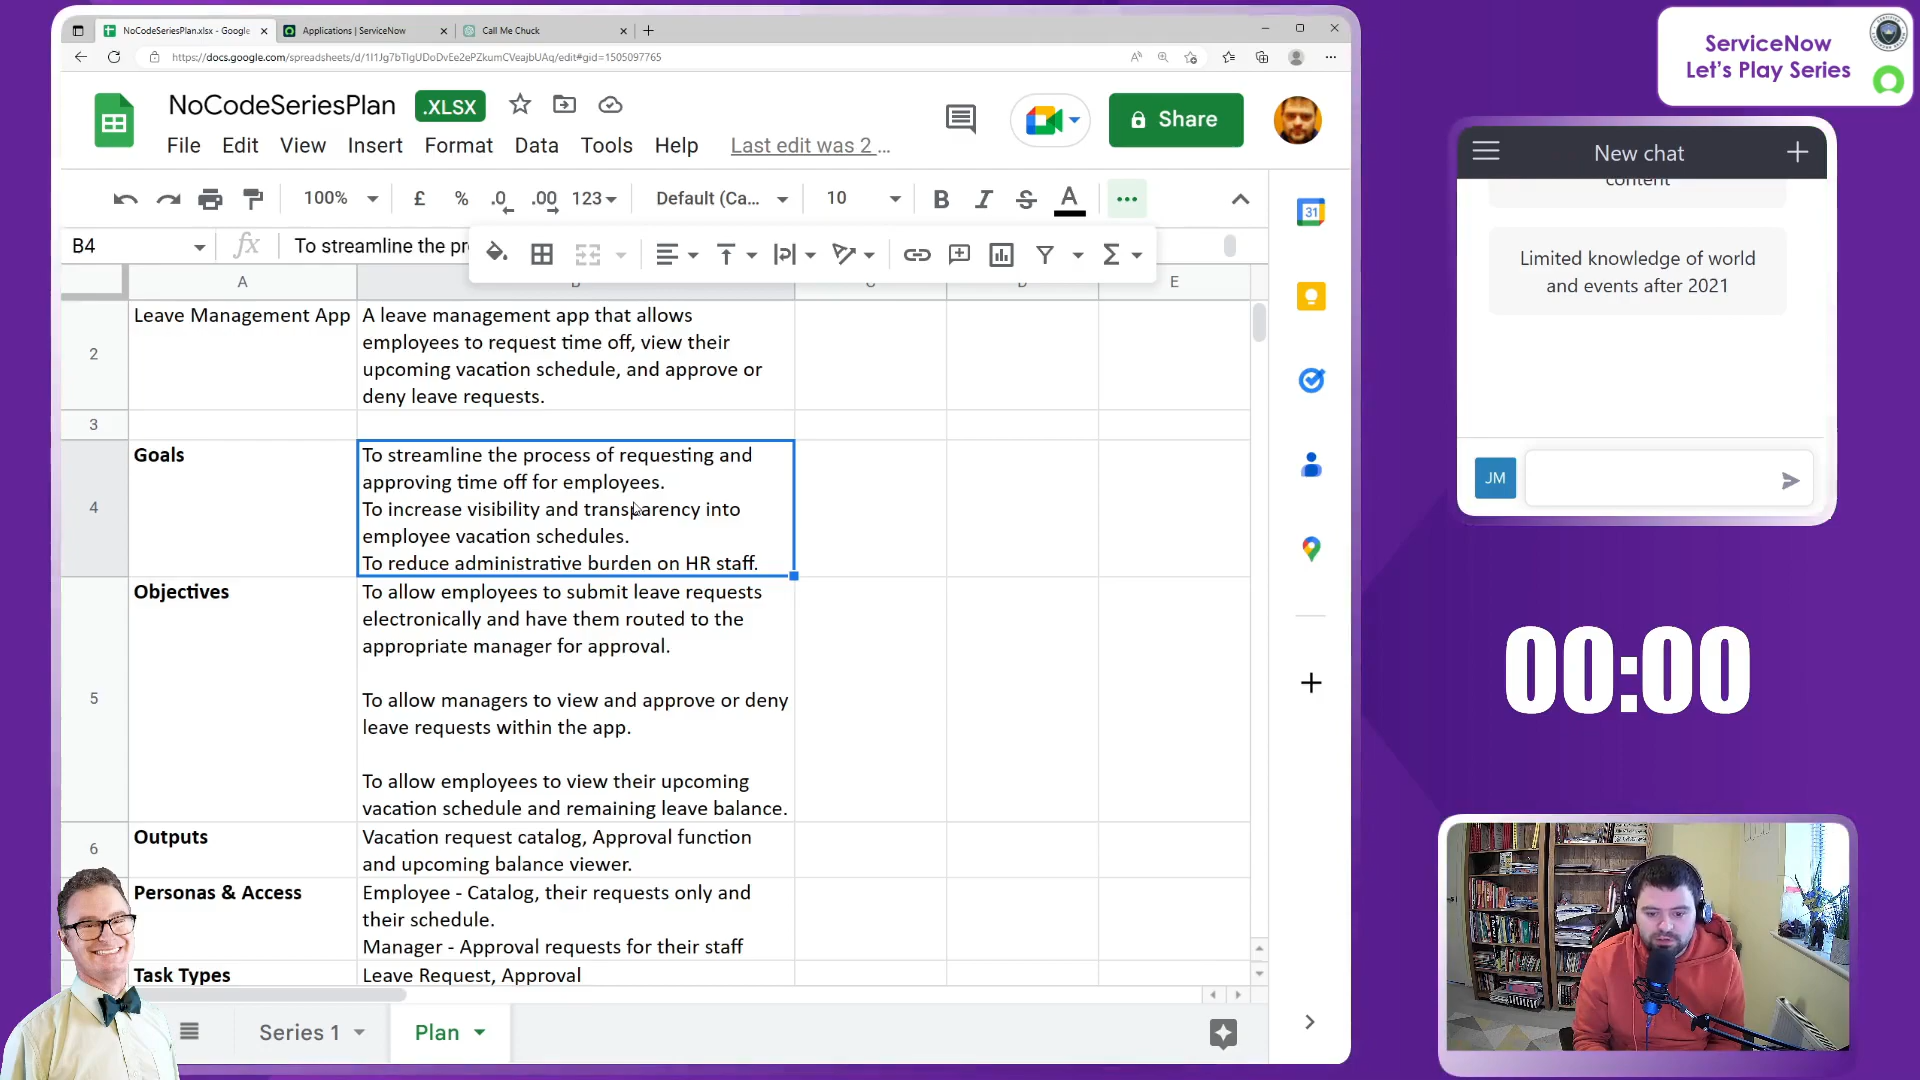 NoCodeSeriesPlan.xlsx - Google
Applications | ServiceNow
Call Me Chuck
https://docs.google.com/spreadsheets/d/
NoCodeSeriesPlan .XLSX
Share
File Edit View Insert Format Data Tools Help Last edit was 2 ...
100% £ % .0 .00 123 Default (Ca... 10 B I S A
B4 fx To streamline the pr
A B C D E
2 Leave Management App A leave management app that allows
employees to request time off, view their
upcoming vacation schedule, and approve or
deny leave requests.
3
4 Goals To streamline the process of requesting and
approving time off for employees.
To increase visibility and transparency into
employee vacation schedules.
To reduce administrative burden on HR staff.
5 Objectives To allow employees to submit leave requests
electronically and have them routed to the
appropriate manager for approval.
To allow managers to view and approve or deny
leave requests within the app.
To allow employees to view their upcoming
vacation schedule and remaining leave balance.
6 Outputs Vacation request catalog, Approval function
and upcoming balance viewer.
Personas & Access Employee - Catalog, their requests only and
their schedule.
Manager - Approval requests for their staff
Task Types Leave Request, Approval
Series 1 Plan
31
ServiceNow
Let's Play Series
New chat
content
Limited knowledge of world
and events after 2021
JM
00:00